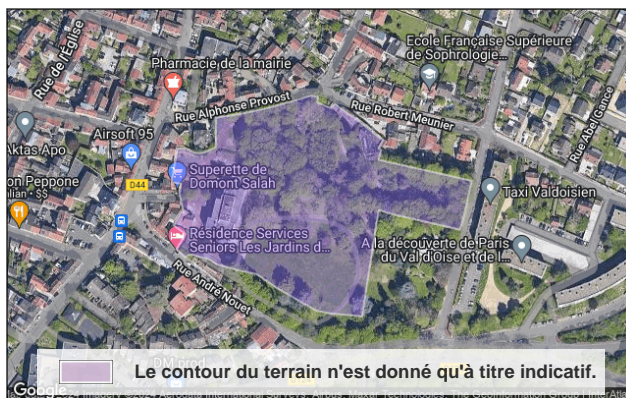 Rue de l'Église
Pharmacie de la mairie
Ecole Française Supérieure
de Sophrologie...
Rue Alphonse Provost
Rue Robert Meunier
Rue Abel Gance
Aktas Apo
Airsoft 95
Superette de
Domont Salah
D44
on Peppone
alian • $$
Taxi Valdoisien
Résidence Services
Seniors Les Jardins d...
A la découverte de Paris
du Val d'Oise et de l...
Rue André Nouet
DM prod
Le contour du terrain n'est donné qu'à titre indicatif.
Google